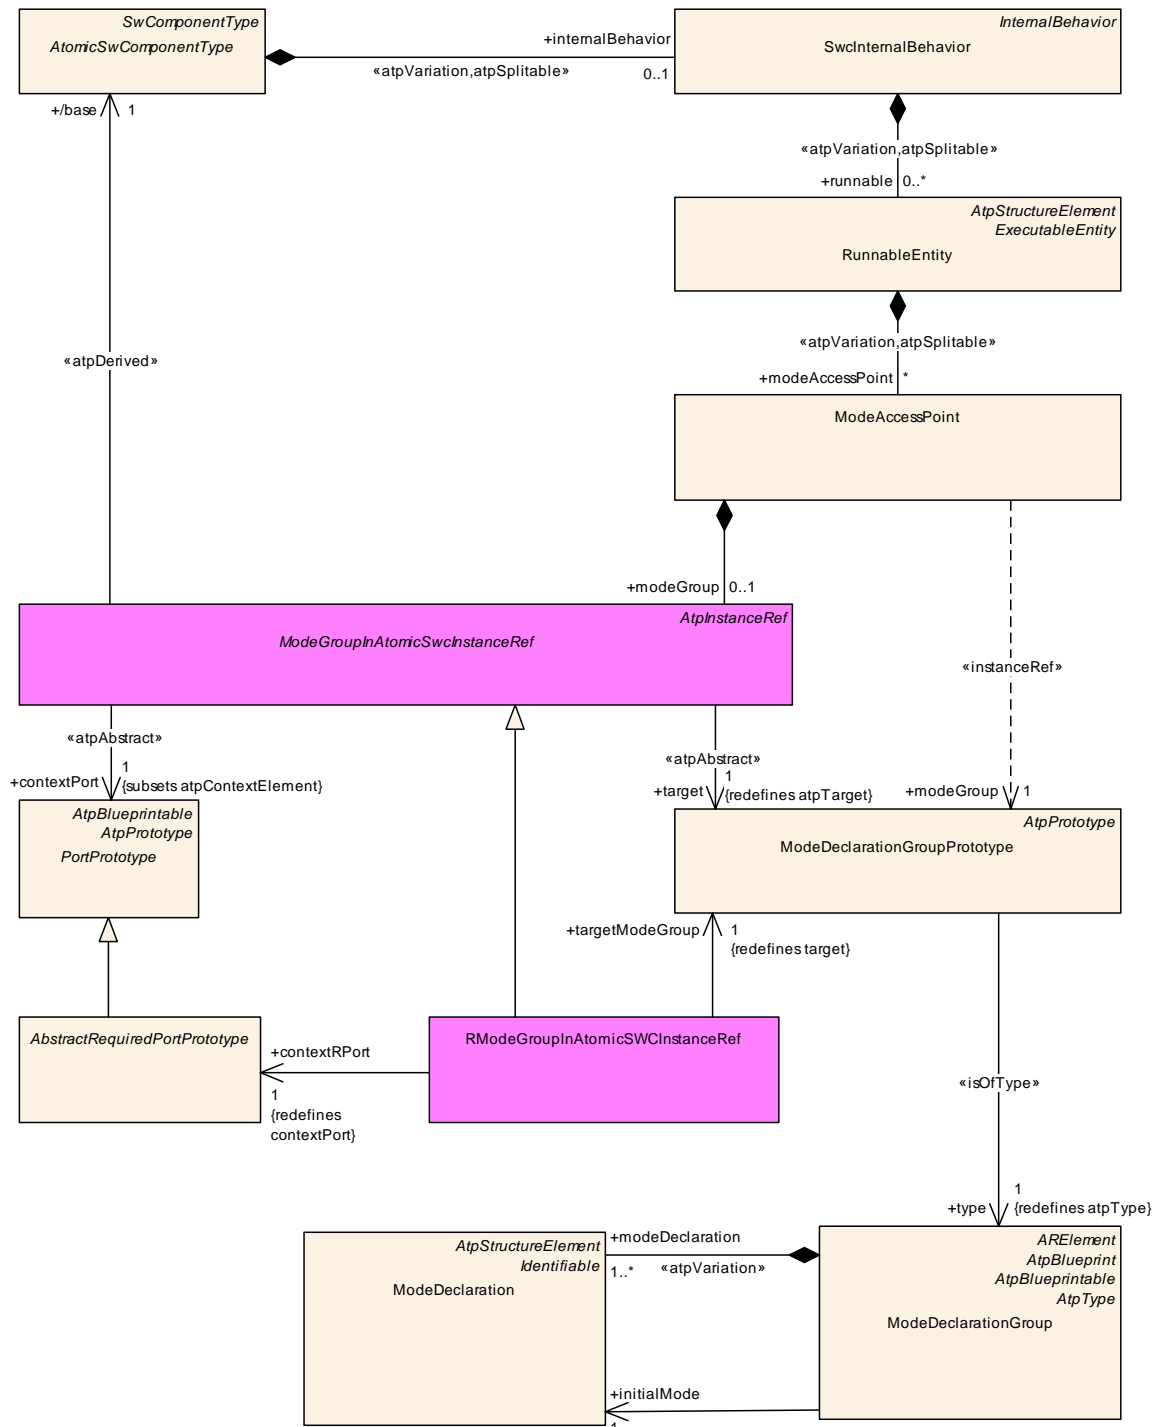 SwComponentType
AtomicSwComponentType
+internalBehavior
«atpVariation,atpSplitable»
0..1
InternalBehavior
SwcInternalBehavior
+/base
1
«atpVariation,atpSplitable»
+runnable
0..*
AtpStructureElement
ExecutableEntity
RunnableEntity
«atpVariation,atpSplitable»
+modeAccessPoint
*
«atpDerived»
ModeAccessPoint
+modeGroup
0..1
AtpInstanceRef
ModeGroupInAtomicSwcInstanceRef
«instanceRef»
«atpAbstract»
+contextPort
1
{subsets atpContextElement}
«atpAbstract»
+target
1
{redefines atpTarget}
+modeGroup
1
AtpBlueprintable
AtpPrototype
PortPrototype
AtpPrototype
ModeDeclarationGroupPrototype
+targetModeGroup
1
{redefines target}
AbstractRequiredPortPrototype
+contextRPort
1
{redefines
contextPort}
RModeGroupInAtomicSWCInstanceRef
«isOfType»
+type
1
{redefines atpType}
AtpStructureElement
Identifiable
ModeDeclaration
+modeDeclaration
1..*
«atpVariation»
ARElement
AtpBlueprint
AtpBlueprintable
AtpType
ModeDeclarationGroup
+initialMode